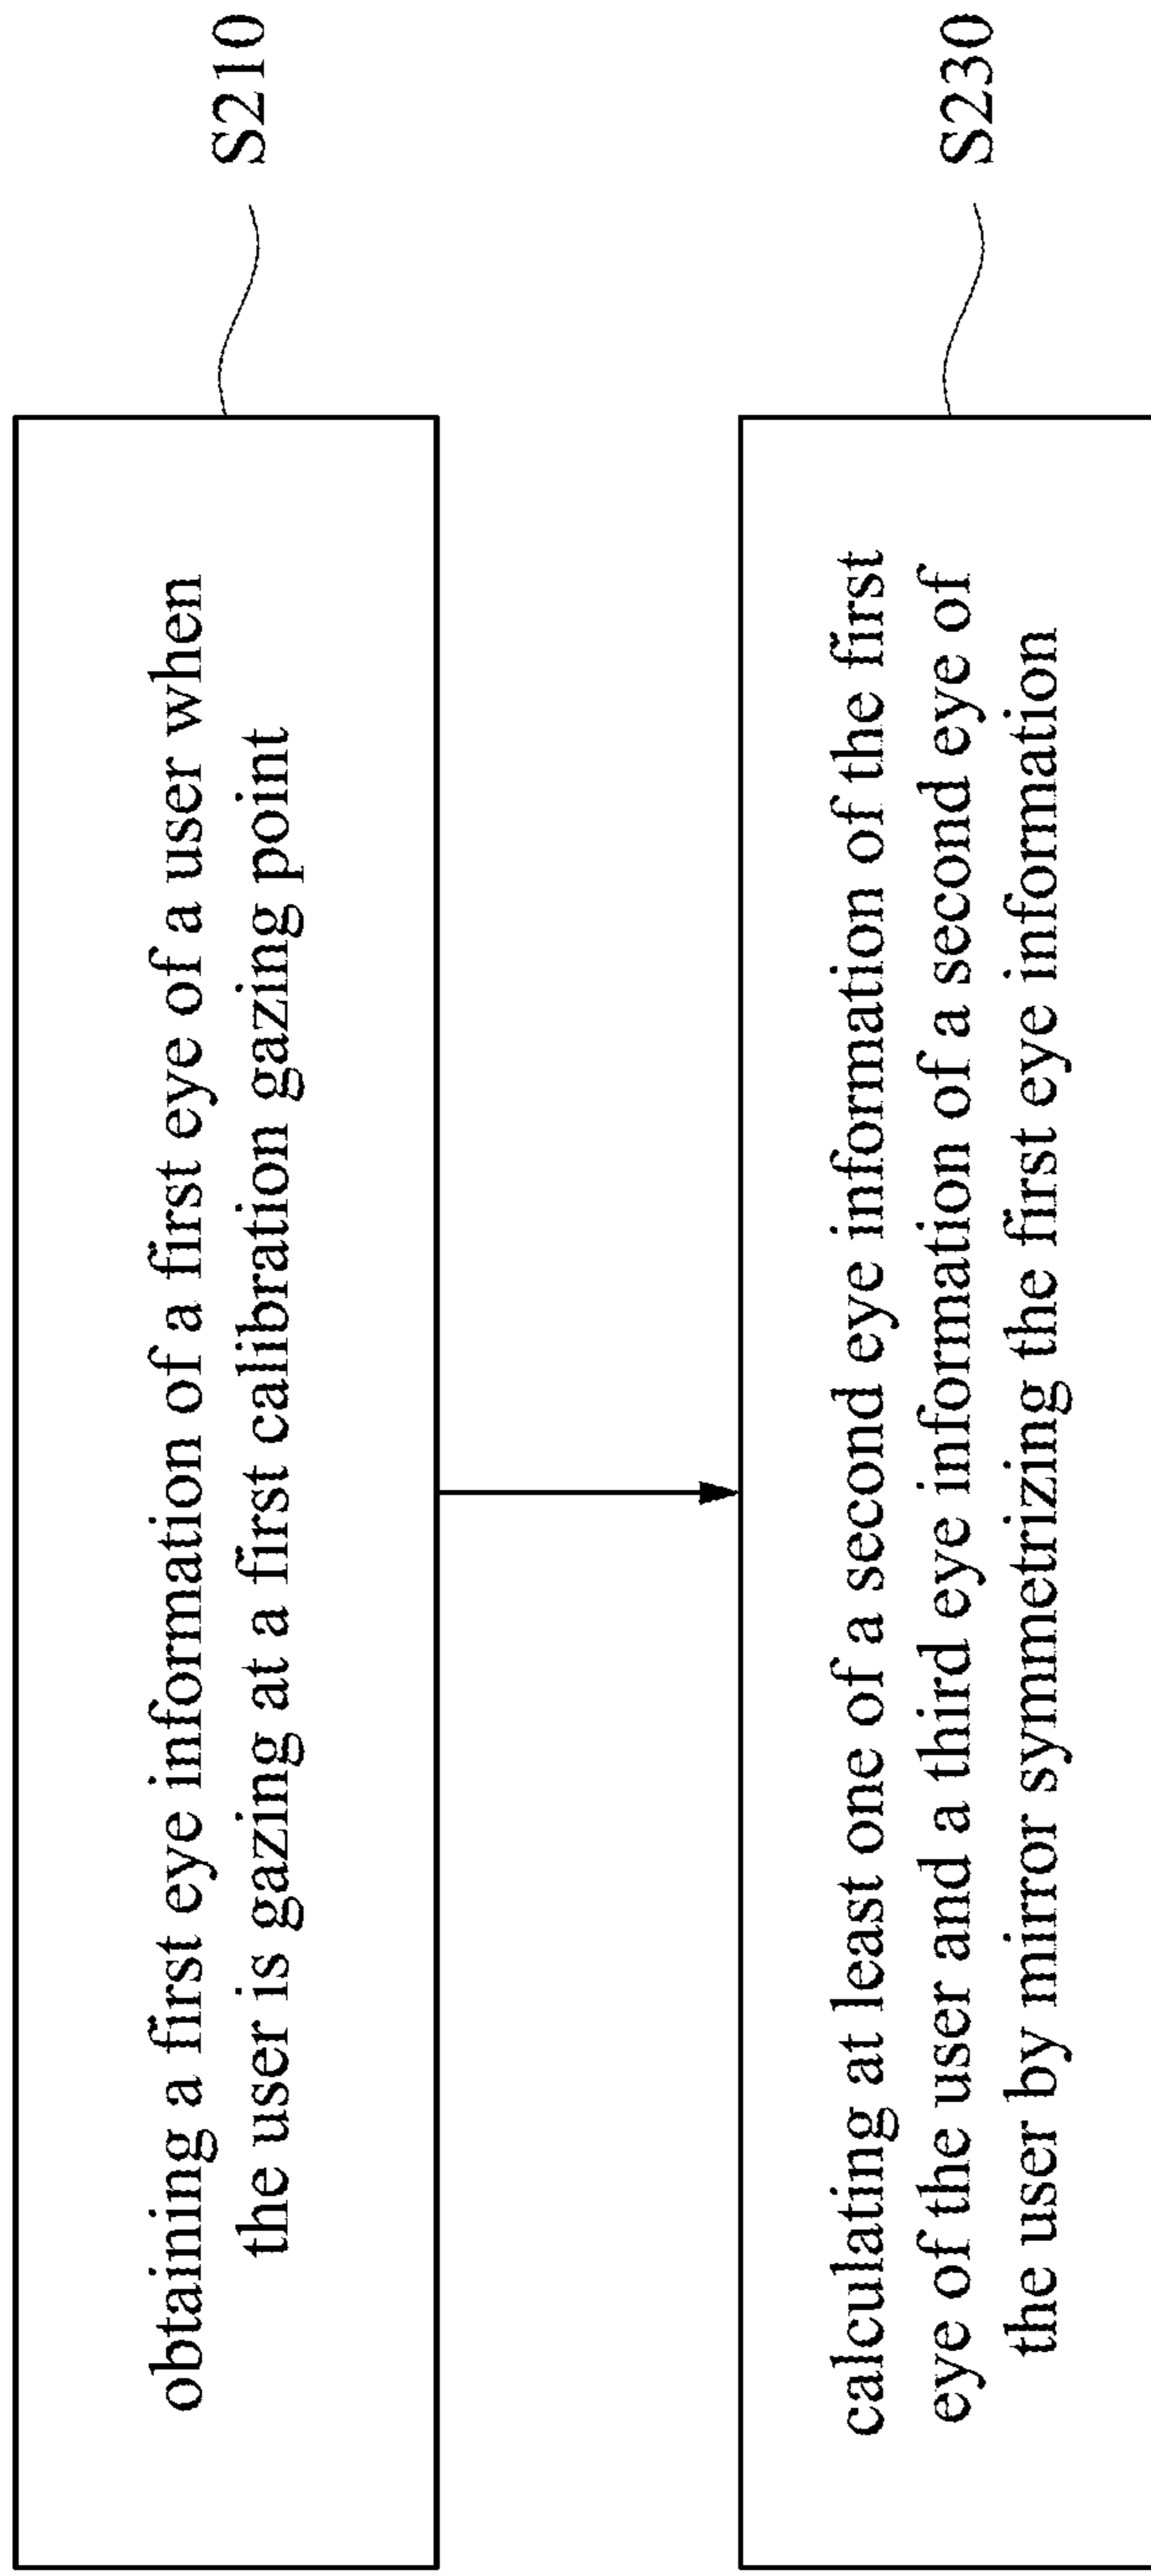 obtaining a first eye information of a first eye of a user when
the user is gazing at a first calibration gazing point
S210
calculating at least one of a second eye information of the first
eye of the user and a third eye information of a second eye of
the user by mirror symmetrizing the first eye information
S230